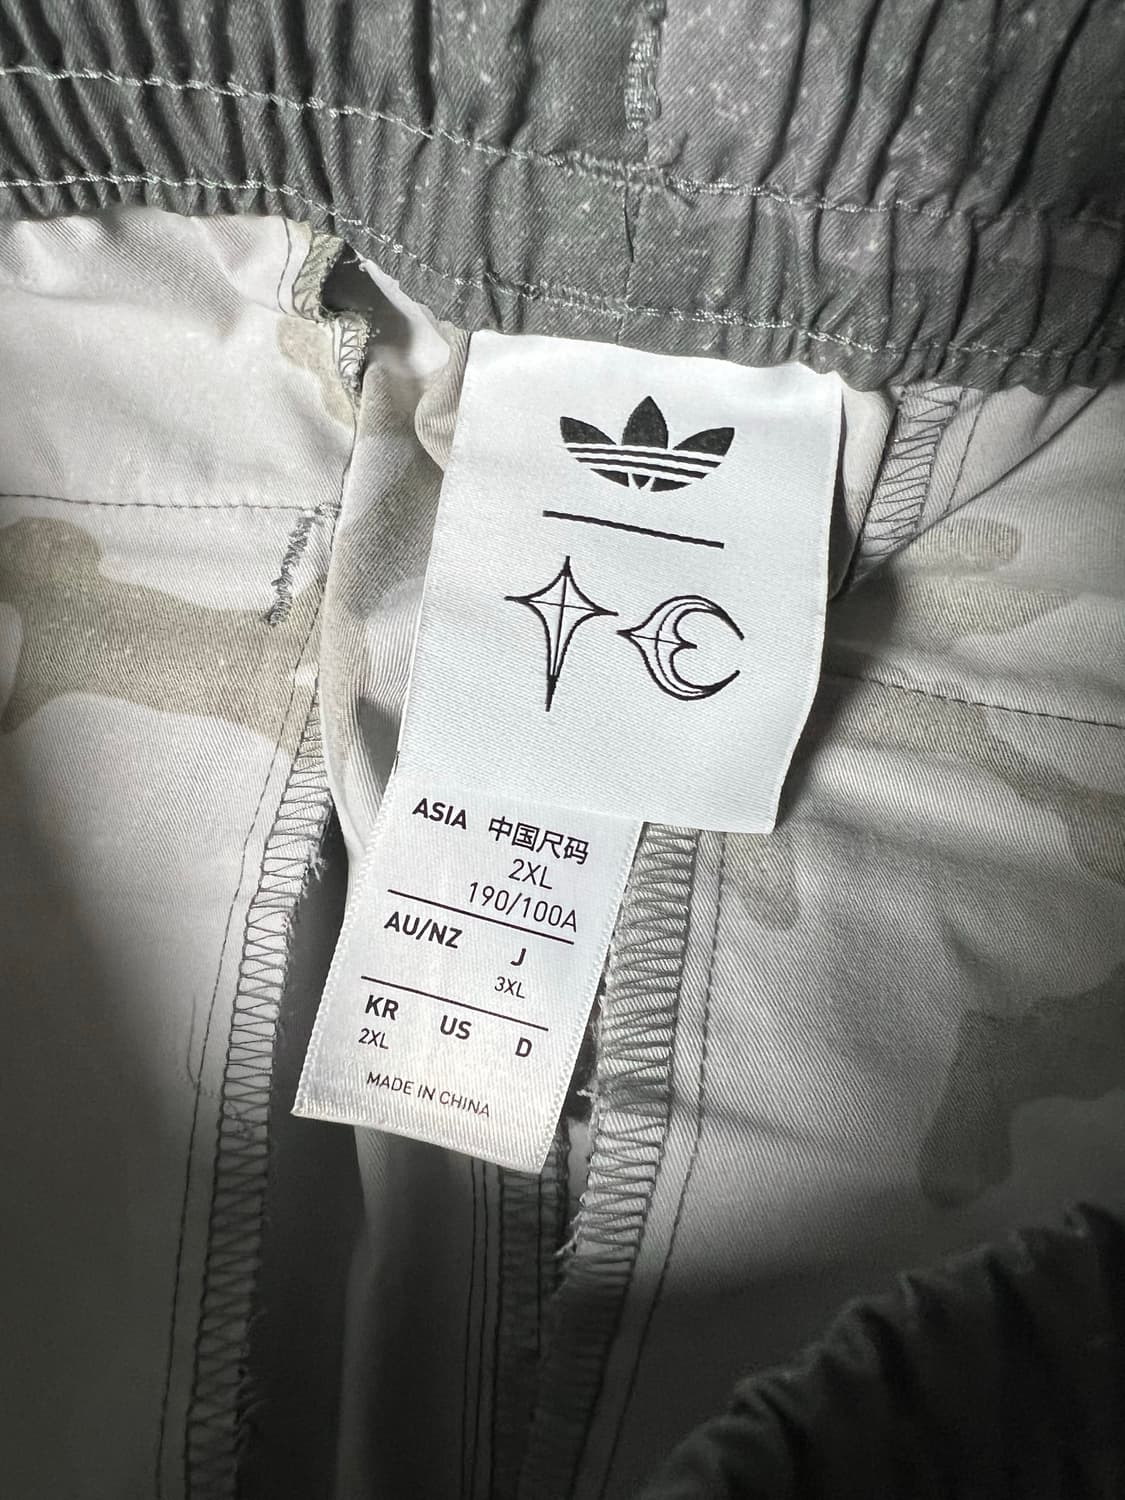 ASIA 中国尺码
2XL
190/100A
AU/NZ J
3XL
KR US D
2XL
MADE IN CHINA